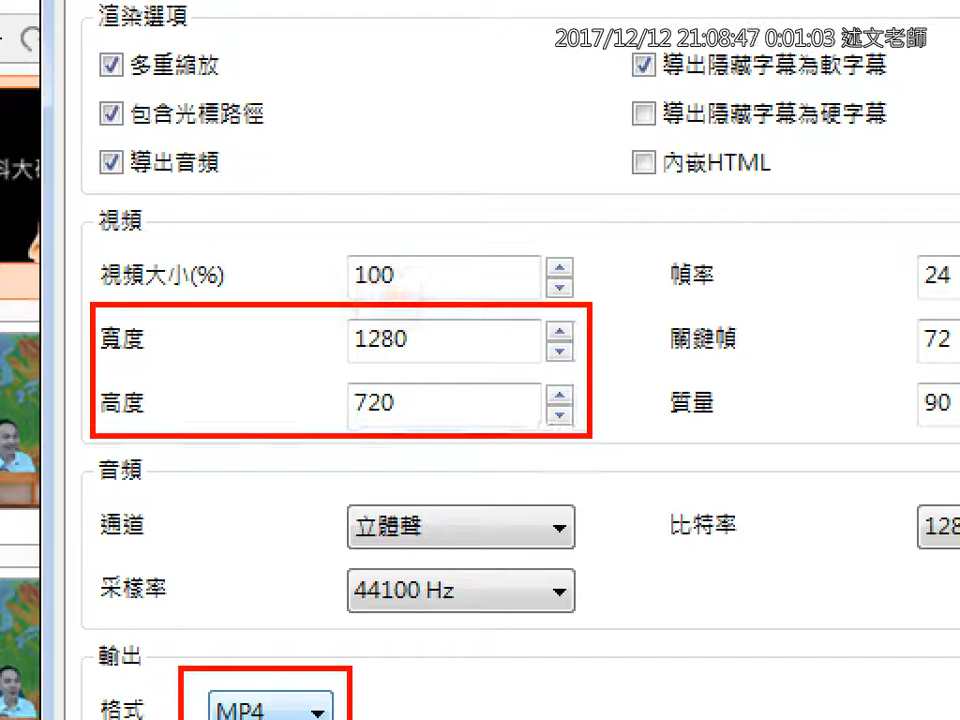 渲染選項
2017/12/12 21:08:47 0:01:03 述文老師
多重縮放 導出隱藏字幕為軟字幕
包含光標路徑 導出隱藏字幕為硬字幕
導出音頻 內嵌HTML
科大
視頻
視頻大小(%) 100 幀率 24
寬度 1280 關鍵幀 72
高度 720 質量 90
音頻
通道 立體聲 比特率 128
采樣率 44100 Hz
輸出
格式 MP4